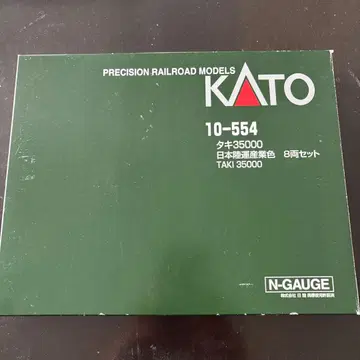 PRECISION RAILROAD MODELS
KATO
10-554
タキ35000
日本陸運産業色 8両セット
TAKI 35000
N-GAUGE